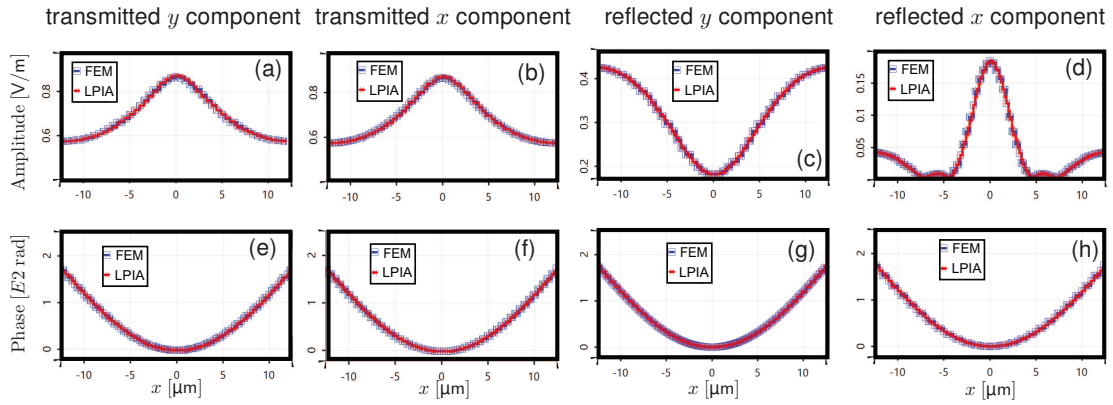 transmitted y component transmitted x component reflected y component reflected x component
Amplitude [V/m]
0.8
0.6
FEM
LPIA
(a)
-10 -5 0 5 10
0.8
0.6
FEM
LPIA
(b)
-10 -5 0 5 10
0.4
0.3
0.2
FEM
LPIA
(c)
-10 -5 0 5 10
0.15
0.05
FEM
LPIA
(d)
-10 -5 0 5 10
Phase [E2 rad]
2
1
0
FEM
LPIA
(e)
-10 -5 0 5 10
x [µm]
2
1
0
FEM
LPIA
(f)
-10 -5 0 5 10
x [µm]
2
1
0
FEM
LPIA
(g)
-10 -5 0 5 10
x [µm]
2
1
0
FEM
LPIA
(h)
-10 -5 0 5 10
x [µm]